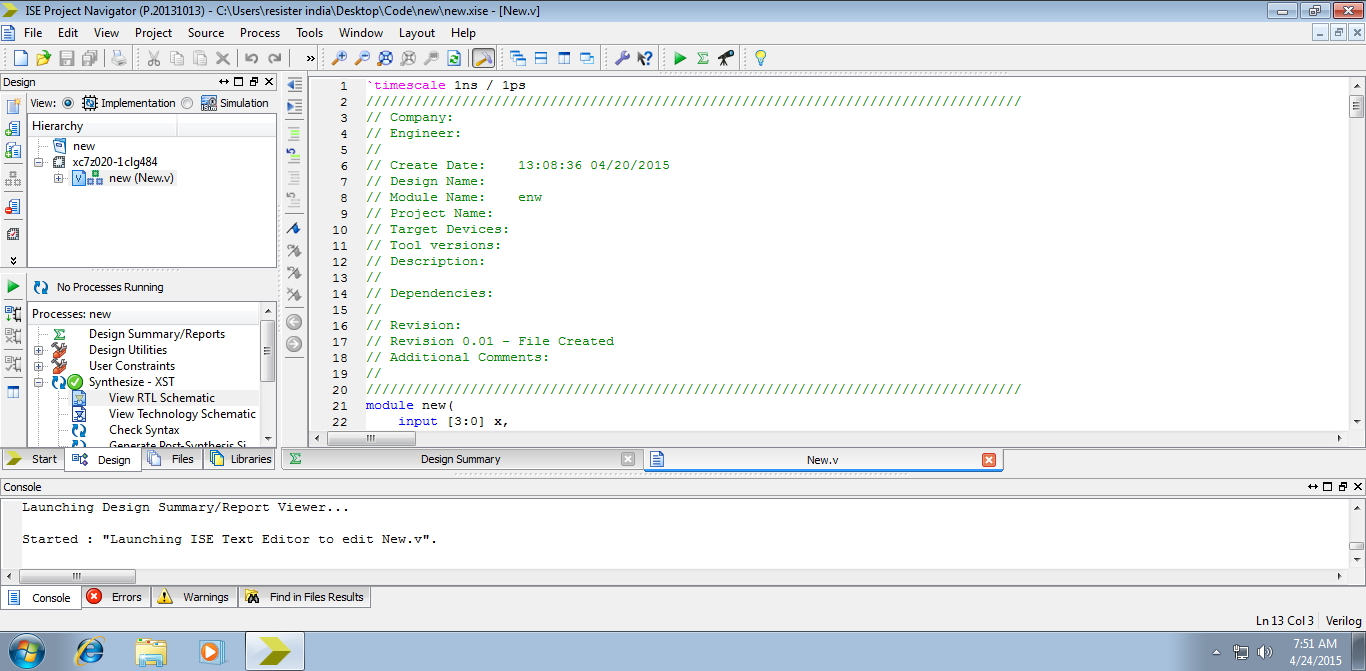 ISE Project Navigator (P.20131013) - C:\Users\resister india\Desktop\Code\new\new.xise - [New.v]
File Edit View Project Source Process Tools Window Layout Help
»
Design
View: Implementation Simulation
Hierarchy
new
xc7z020-1clg484
new (New.v)
No Processes Running
Processes: new
Design Summary/Reports
Design Utilities
User Constraints
Synthesize - XST
View RTL Schematic
View Technology Schematic
Check Syntax
Generate Post-Synthesis Si
Start Design Files Libraries
1 `timescale 1ns / 1ps
2 //////////////////////////////////////////////////////////////////////////////////
3 // Company:
4 // Engineer:
5 //
6 // Create Date: 13:08:36 04/20/2015
7 // Design Name:
8 // Module Name: enw
9 // Project Name:
10 // Target Devices:
11 // Tool versions:
12 // Description:
13 //
14 // Dependencies:
15 //
16 // Revision:
17 // Revision 0.01 - File Created
18 // Additional Comments:
19 //
20 //////////////////////////////////////////////////////////////////////////////////
21 module new(
22 input [3:0] x,
Design Summary New.v
Console
Launching Design Summary/Report Viewer...
Started : "Launching ISE Text Editor to edit New.v".
Console Errors Warnings Find in Files Results
Ln 13 Col 3 Verilog
7:51 AM
4/24/2015